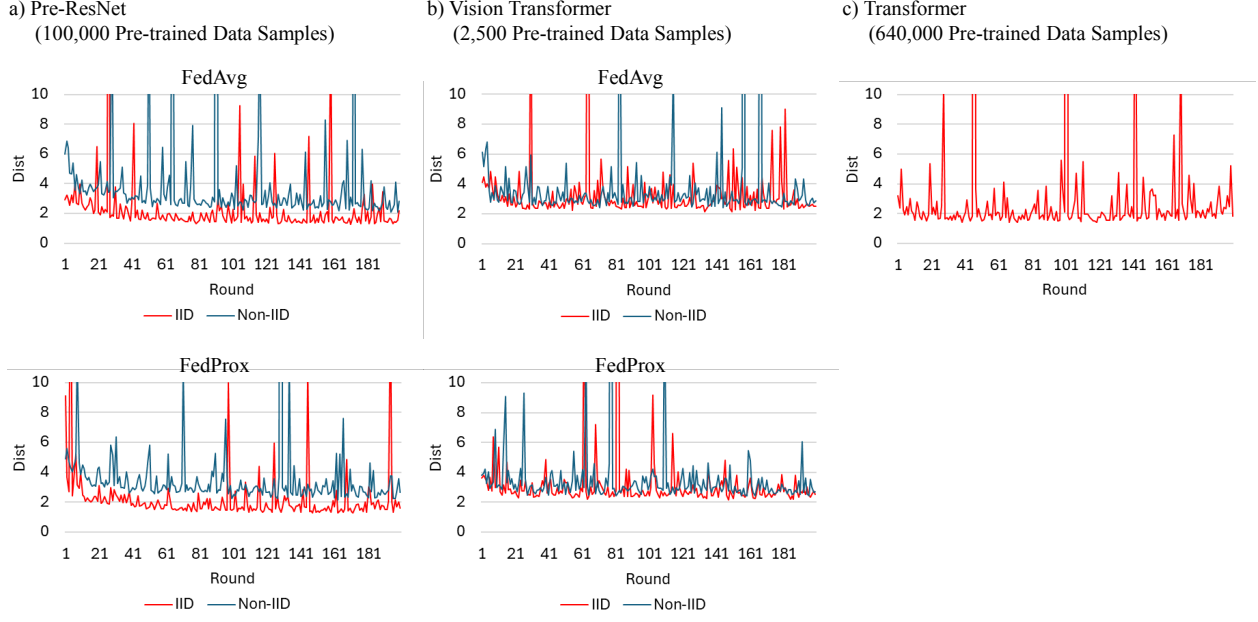 a) Pre-ResNet
(100,000 Pre-trained Data Samples)
b) Vision Transformer
(2,500 Pre-trained Data Samples)
c) Transformer
(640,000 Pre-trained Data Samples)
FedAvg
10
8
6
4
2
0
Dist
1 21 41 61 81 101 121 141 161 181
Round
IID Non-IID
FedAvg
10
8
6
4
2
0
Dist
1 21 41 61 81 101 121 141 161 181
Round
IID Non-IID
10
8
6
4
2
0
Dist
1 21 41 61 81 101 121 141 161 181
Round
FedProx
10
8
6
4
2
0
Dist
1 21 41 61 81 101 121 141 161 181
Round
IID Non-IID
FedProx
10
8
6
4
2
0
Dist
1 21 41 61 81 101 121 141 161 181
Round
IID Non-IID